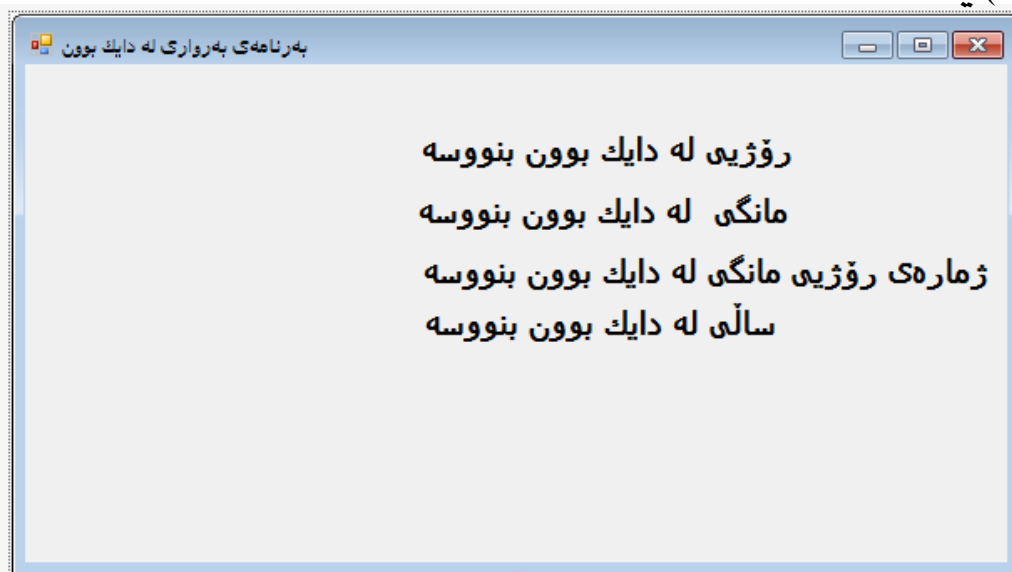 بەرنامەی بەرواری لە دایك بوون
رۆژیی لە دایك بوون بنووسە
مانگی لە دایك بوون بنووسە
ژمارەی رۆژیی مانگی لە دایك بوون بنووسە
ساڵی لە دایك بوون بنووسە